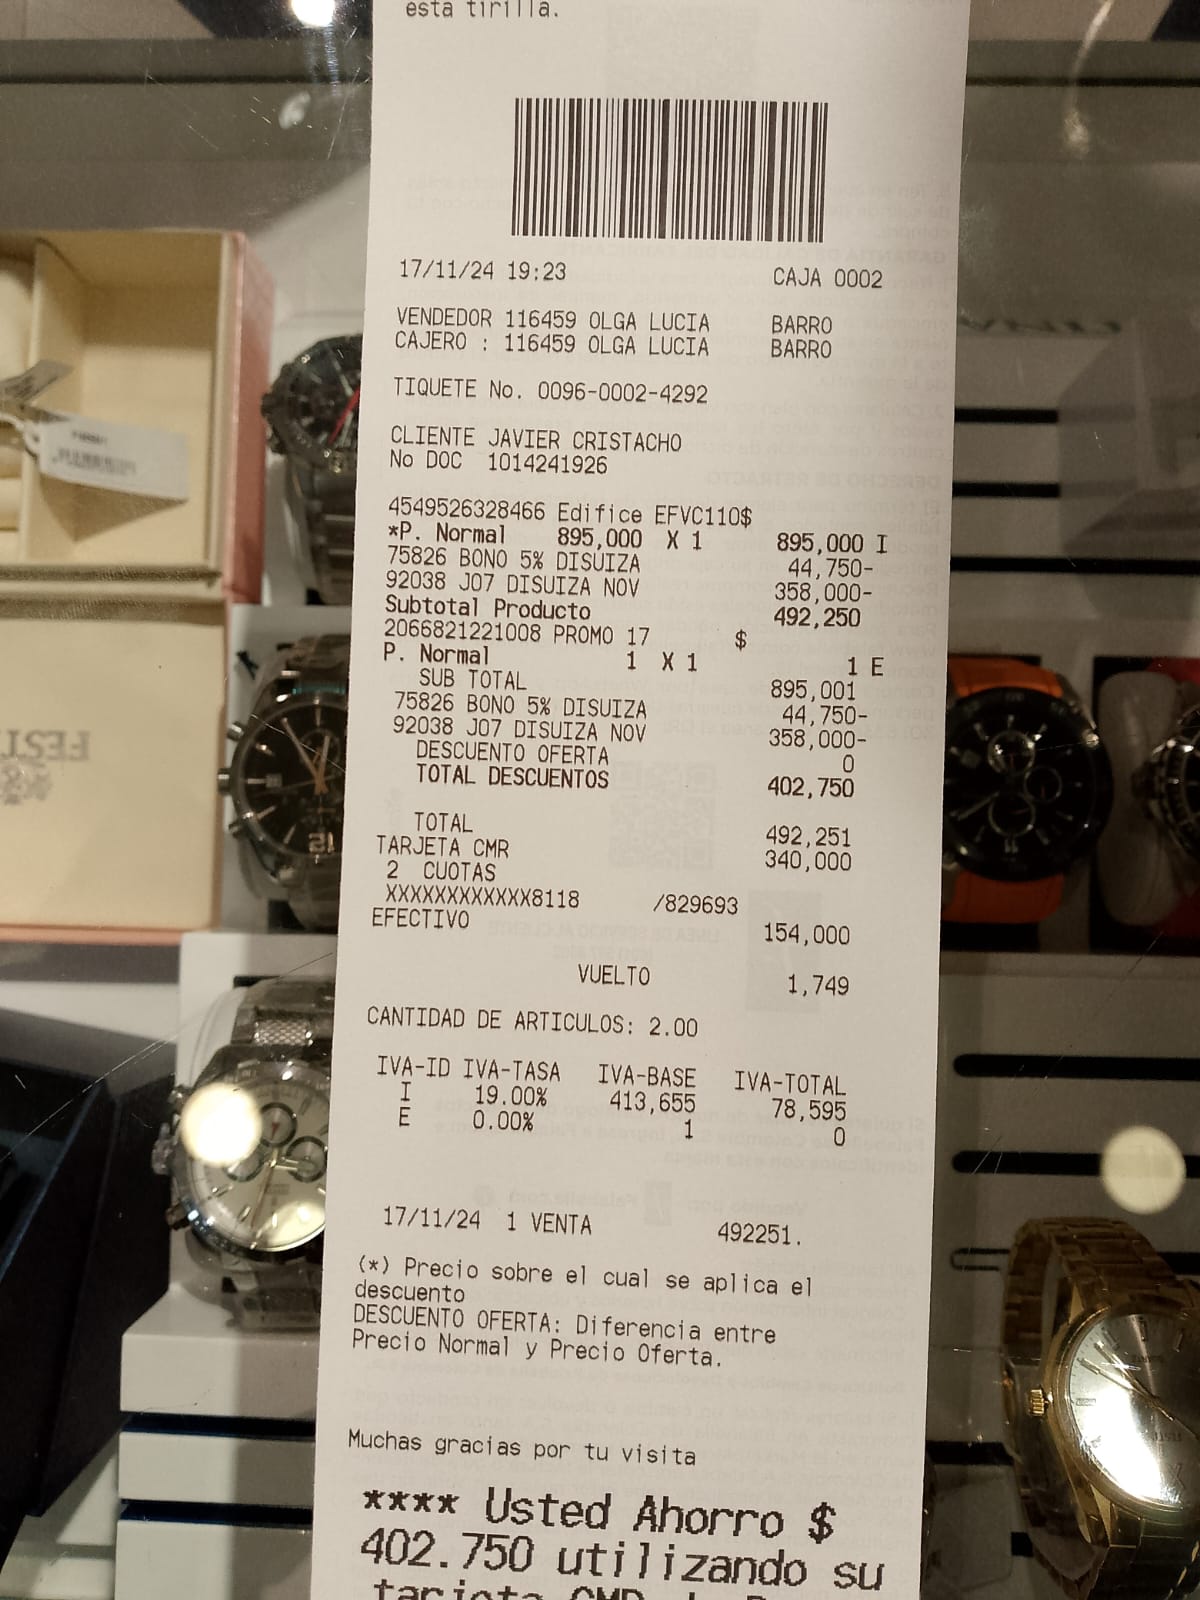 esta tirilla.
17/11/24 19:23 CAJA 0002
VENDEDOR 116459 OLGA LUCIA BARRO
CAJERO : 116459 OLGA LUCIA BARRO
TIQUETE No. 0096-0002-4292
CLIENTE JAVIER CRISTACHO
No DOC 1014241926
4549526328466 Edifice EFVC110$
*P. Normal 895,000 X 1 895,000 I
75826 BONO 5% DISUIZA 44,750-
92038 J07 DISUIZA NOV 358,000-
Subtotal Producto 492,250
2066821221008 PROMO 17 $
P. Normal 1 X 1 1 E
SUB TOTAL 895,001
75826 BONO 5% DISUIZA 44,750-
92038 J07 DISUIZA NOV 358,000-
DESCUENTO OFERTA 0
TOTAL DESCUENTOS 402,750
TOTAL 492,251
TARJETA CMR 340,000
2 CUOTAS
XXXXXXXXXXXX8118 /829693
EFECTIVO 154,000
VUELTO 1,749
CANTIDAD DE ARTICULOS: 2.00
IVA-ID IVA-TASA IVA-BASE IVA-TOTAL
I 19.00% 413,655 78,595
E 0.00% 1 0
17/11/24 1 VENTA 492251.
(*) Precio sobre el cual se aplica el
descuento
DESCUENTO OFERTA: Diferencia entre
Precio Normal y Precio Oferta.
Muchas gracias por tu visita
**** Usted Ahorro $
402.750 utilizando su
tarjeta CMR